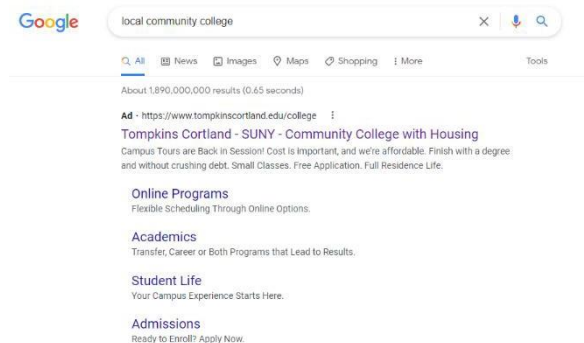 Google
local community college
All News Images Maps Shopping More Tools
About 1,890,000,000 results (0.65 seconds)
Ad · https://www.tompkinscortland.edu/college
Tompkins Cortland - SUNY - Community College with Housing
Campus Tours are Back in Session! Cost is important, and we're affordable. Finish with a degree
and without crushing debt. Small Classes. Free Application. Full Residence Life.
Online Programs
Flexible Scheduling Through Online Options.
Academics
Transfer, Career or Both Programs that Lead to Results.
Student Life
Your Campus Experience Starts Here.
Admissions
Ready to Enroll? Apply Now.